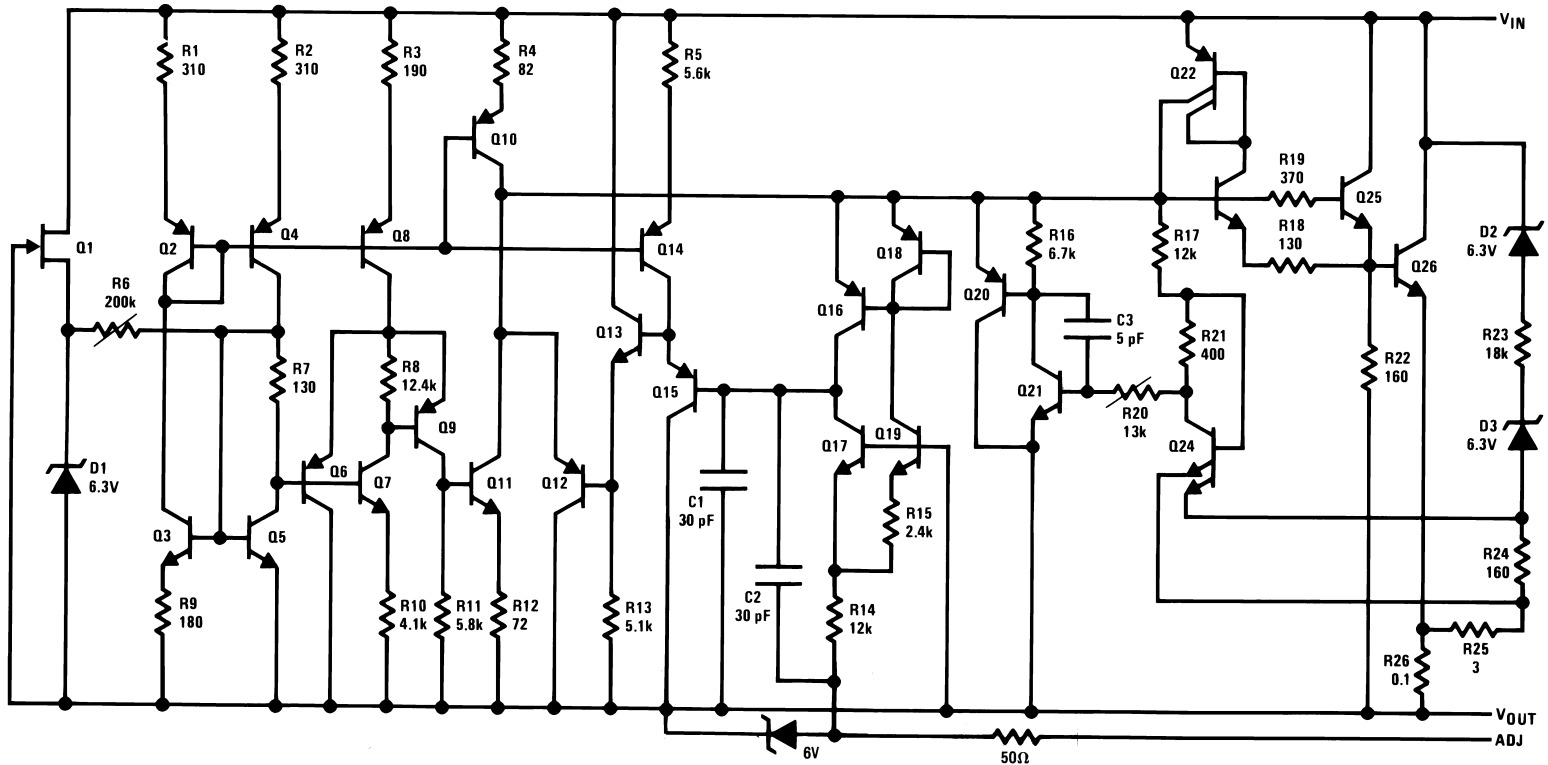 VIN
R1
310
R2
310
R3
190
R4
82
R5
5.6k
Q22
Q10
R19
370
Q25
R18
130
Q1
Q2
Q4
Q8
Q14
Q18
R16
6.7k
R17
12k
Q26
D2
6.3V
R6
200k
Q16
Q20
C3
5 pF
Q13
R21
400
R23
18k
R7
130
R8
12.4k
Q15
Q21
R20
13k
R22
160
Q9
Q17
Q19
Q24
D3
6.3V
D1
6.3V
Q6
Q7
Q11
Q12
C1
30 pF
R15
2.4k
Q3
Q5
R24
160
R9
180
R10
4.1k
R11
5.8k
R12
72
R13
5.1k
C2
30 pF
R14
12k
R25
3
R26
0.1
VOUT
ADJ
6V
50Ω